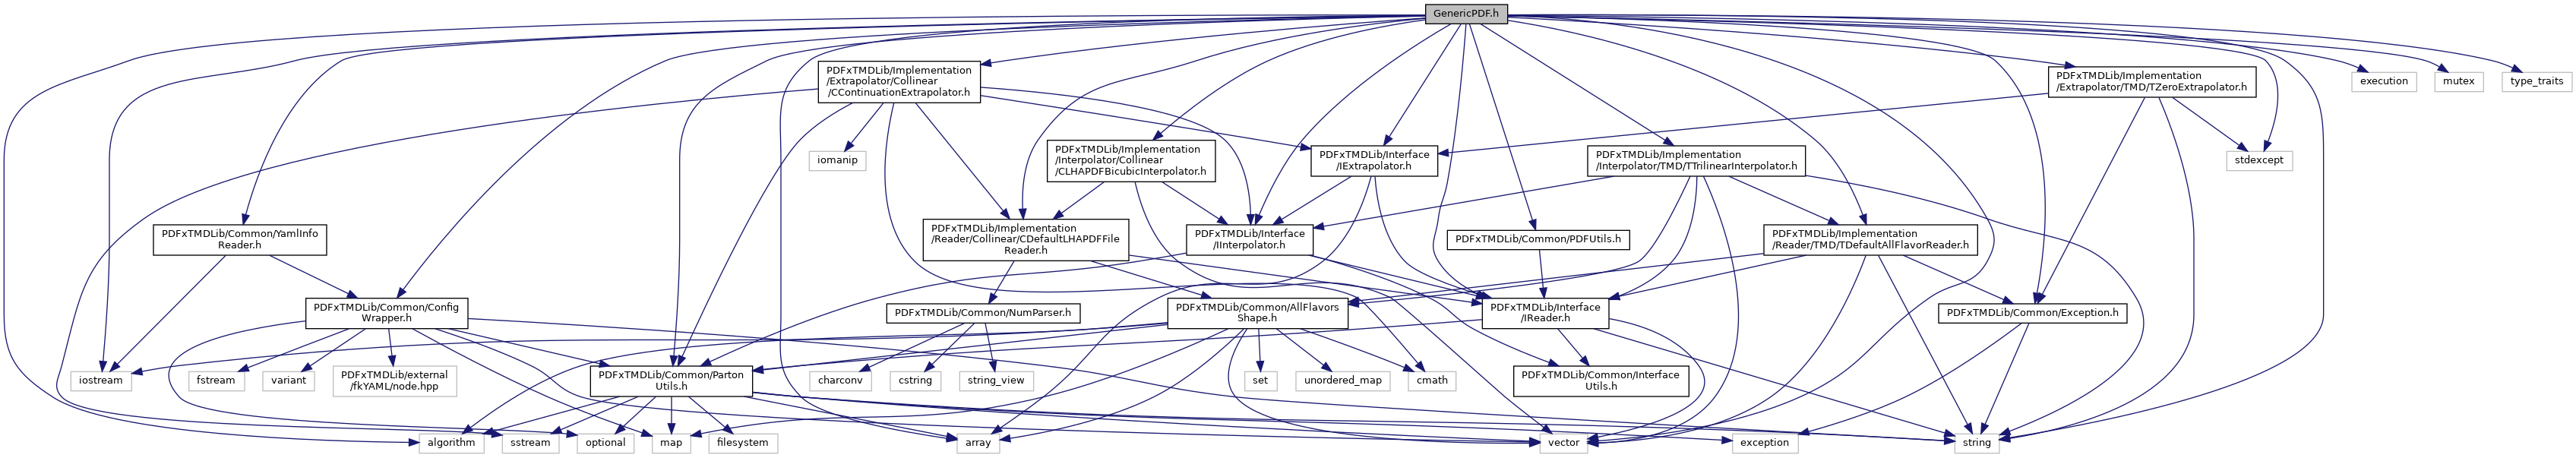 GenericPDF.h
PDFxTMDLib/Implementation
/Extrapolator/Collinear
/CContinuationExtrapolator.h
PDFxTMDLib/Implementation
/Extrapolator/TMD/TZeroExtrapolator.h
execution
mutex
type_traits
iomanip
PDFxTMDLib/Implementation
/Interpolator/Collinear
/CLHAPDFBicubicInterpolator.h
PDFxTMDLib/Interface
/IExtrapolator.h
PDFxTMDLib/Implementation
/Interpolator/TMD/TTrilinearInterpolator.h
stdexcept
PDFxTMDLib/Common/YamlInfo
Reader.h
PDFxTMDLib/Implementation
/Reader/Collinear/CDefaultLHAPDFFile
Reader.h
PDFxTMDLib/Interface
/IInterpolator.h
PDFxTMDLib/Common/PDFUtils.h
PDFxTMDLib/Implementation
/Reader/TMD/TDefaultAllFlavorReader.h
PDFxTMDLib/Common/Config
Wrapper.h
PDFxTMDLib/Common/NumParser.h
PDFxTMDLib/Common/AllFlavors
Shape.h
PDFxTMDLib/Interface
/IReader.h
PDFxTMDLib/Common/Exception.h
iostream
fstream
variant
PDFxTMDLib/external
/fkYAML/node.hpp
PDFxTMDLib/Common/Parton
Utils.h
charconv
cstring
string_view
set
unordered_map
cmath
PDFxTMDLib/Common/Interface
Utils.h
algorithm
sstream
optional
map
filesystem
array
vector
exception
string